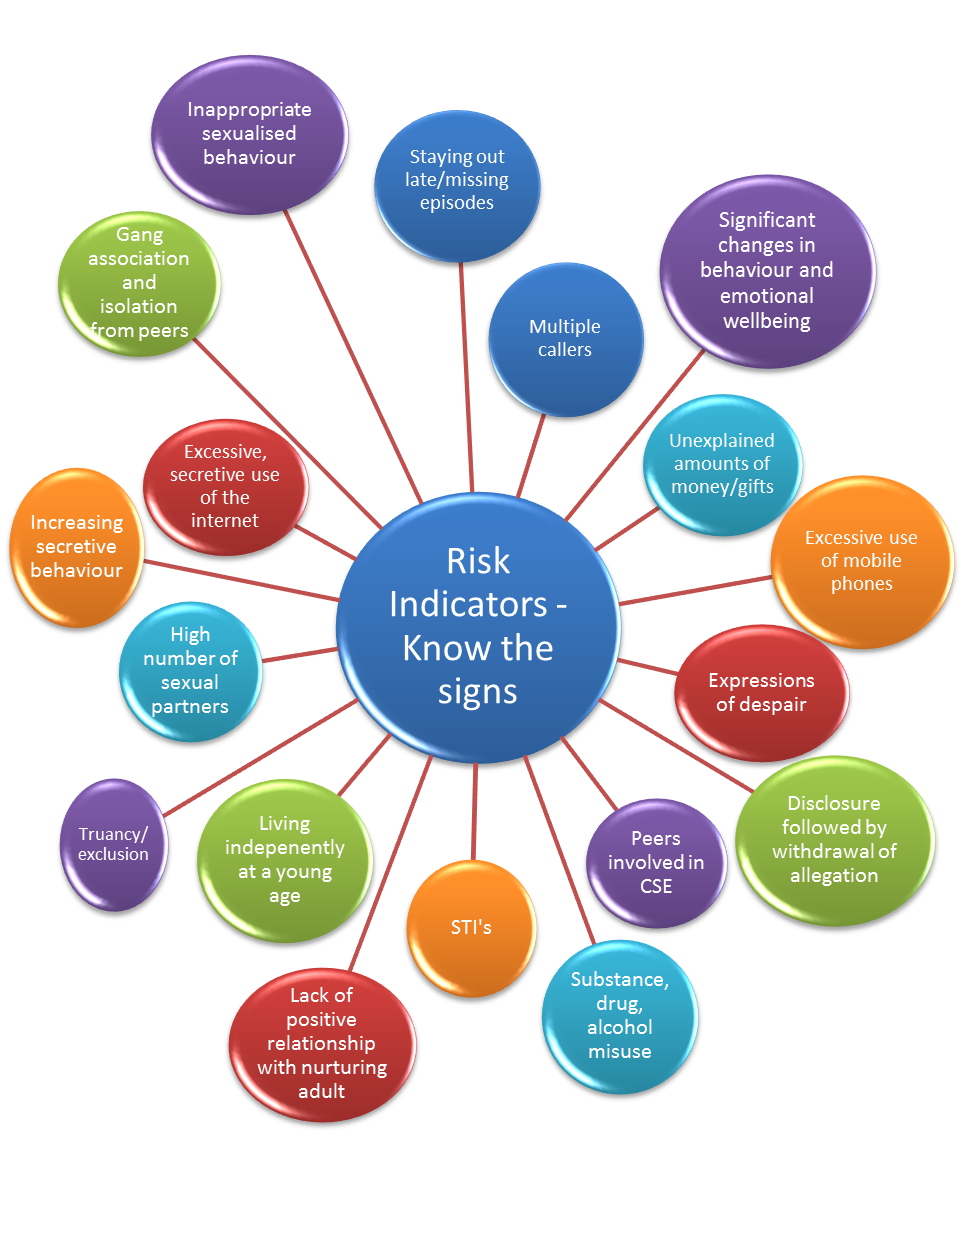 Inappropriate
sexualised
behaviour
Staying out
late/missing
episodes
Significant
changes in
behaviour and
emotional
wellbeing
Gang
association
and
isolation
from peers
Multiple
callers
Unexplained
amounts of
money/gifts
Excessive,
secretive use
of the
internet
Increasing
secretive
behaviour
Excessive use
of mobile
phones
Risk
Indicators -
Know the
signs
High
number of
sexual
partners
Expressions
of despair
Truancy/
exclusion
Living
indepenently
at a young
age
Peers
involved in
CSE
Disclosure
followed by
withdrawal of
allegation
STI's
Lack of
positive
relationship
with nurturing
adult
Substance,
drug,
alcohol
misuse